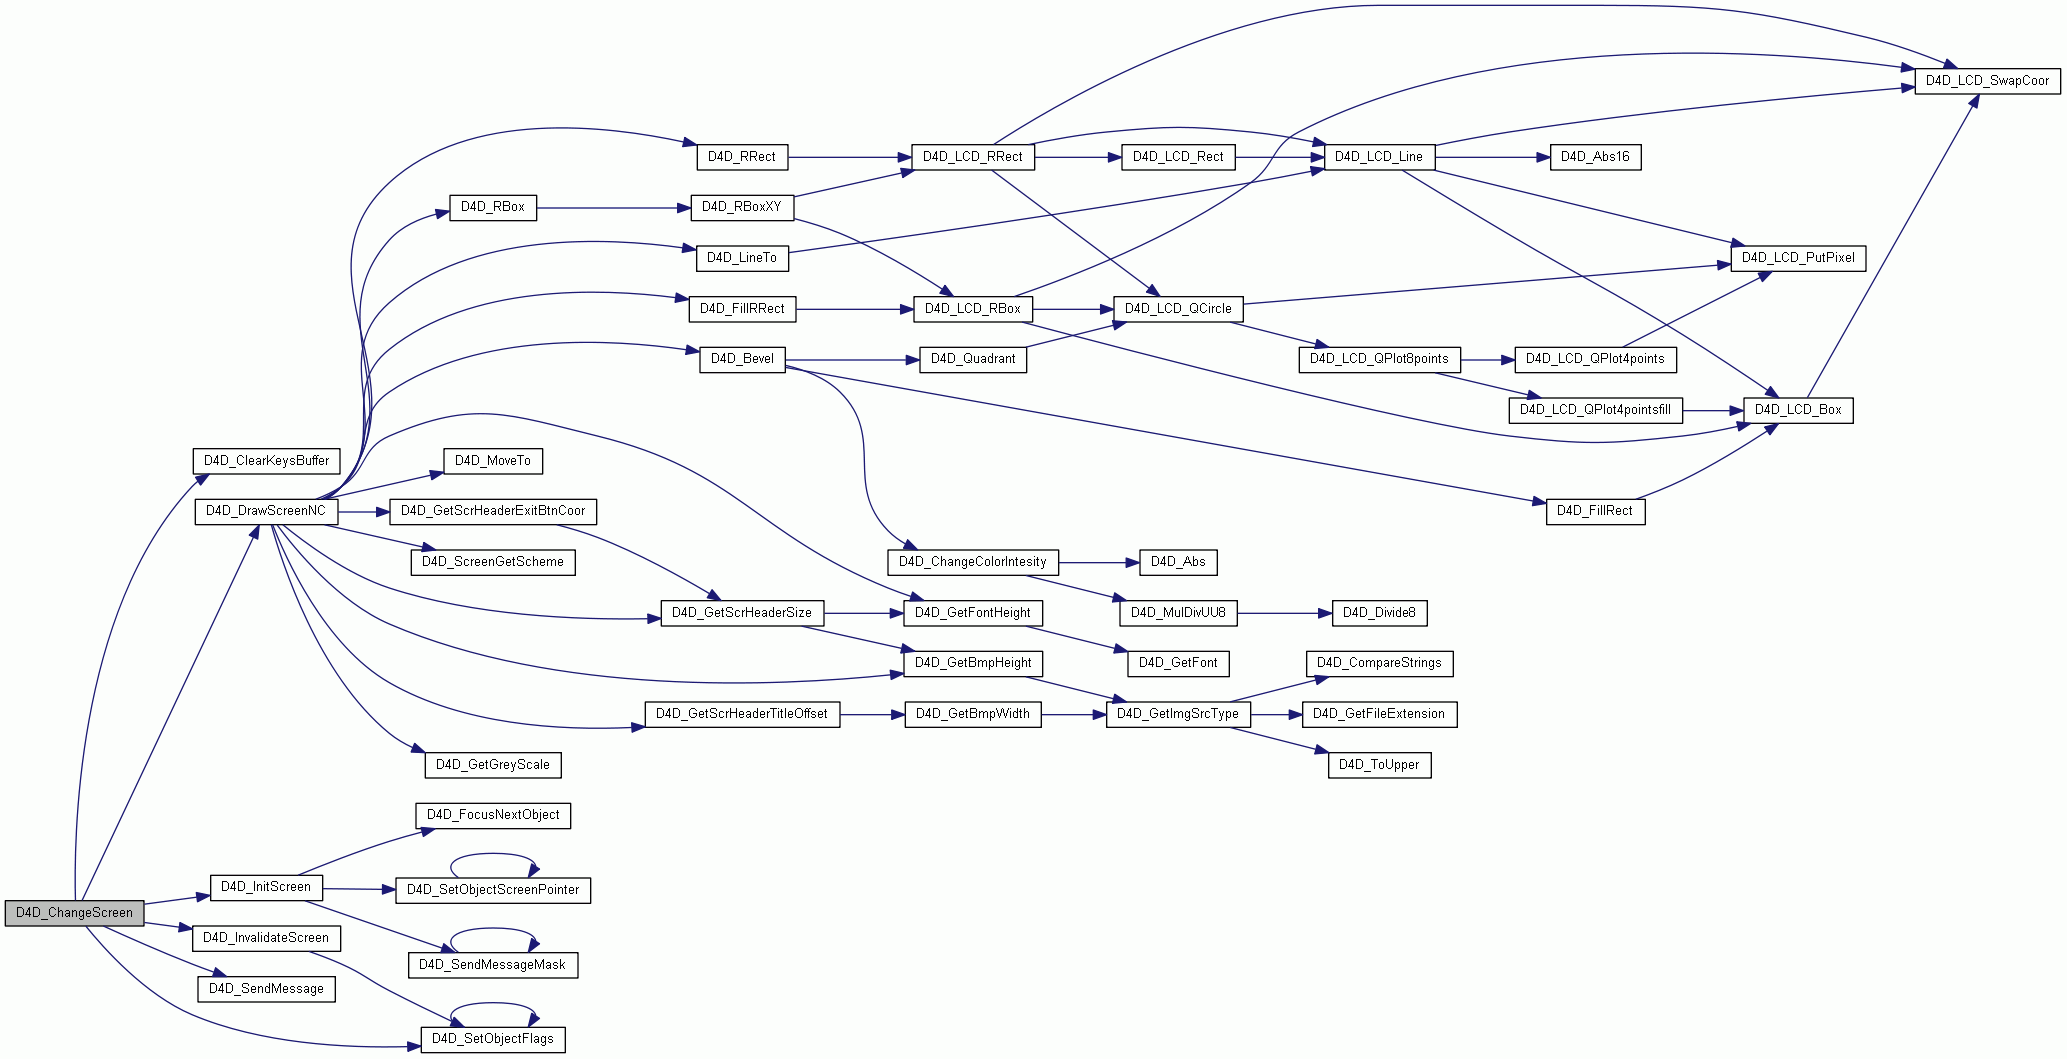 D4D_LCD_SwapCoor
D4D_RRect
D4D_LCD_RRect
D4D_LCD_Rect
D4D_LCD_Line
D4D_Abs16
D4D_RBox
D4D_RBoxXY
D4D_LineTo
D4D_LCD_PutPixel
D4D_FillRRect
D4D_LCD_RBox
D4D_LCD_QCircle
D4D_Bevel
D4D_Quadrant
D4D_LCD_QPlot8points
D4D_LCD_QPlot4points
D4D_LCD_QPlot4pointsfill
D4D_LCD_Box
D4D_ClearKeysBuffer
D4D_MoveTo
D4D_DrawScreenNC
D4D_GetScrHeaderExitBtnCoor
D4D_FillRect
D4D_ScreenGetScheme
D4D_ChangeColorIntesity
D4D_Abs
D4D_GetScrHeaderSize
D4D_GetFontHeight
D4D_MulDivUU8
D4D_Divide8
D4D_GetBmpHeight
D4D_GetFont
D4D_CompareStrings
D4D_GetScrHeaderTitleOffset
D4D_GetBmpWidth
D4D_GetImgSrcType
D4D_GetFileExtension
D4D_GetGreyScale
D4D_ToUpper
D4D_FocusNextObject
D4D_InitScreen
D4D_SetObjectScreenPointer
D4D_ChangeScreen
D4D_InvalidateScreen
D4D_SendMessageMask
D4D_SendMessage
D4D_SetObjectFlags